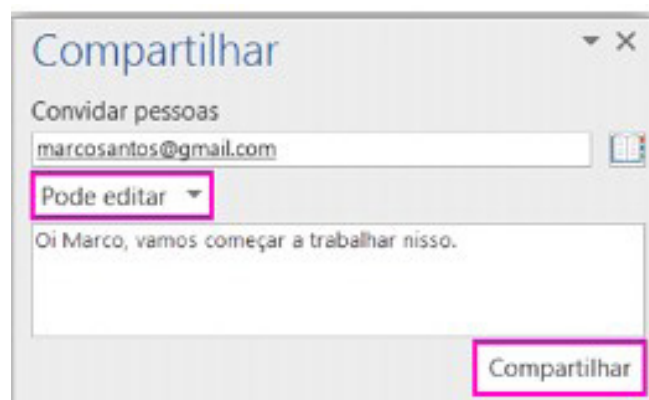 Compartilhar
Convidar pessoas
marcosantos@gmail.com
Pode editar
Oi Marco, vamos começar a trabalhar nisso.
Compartilhar